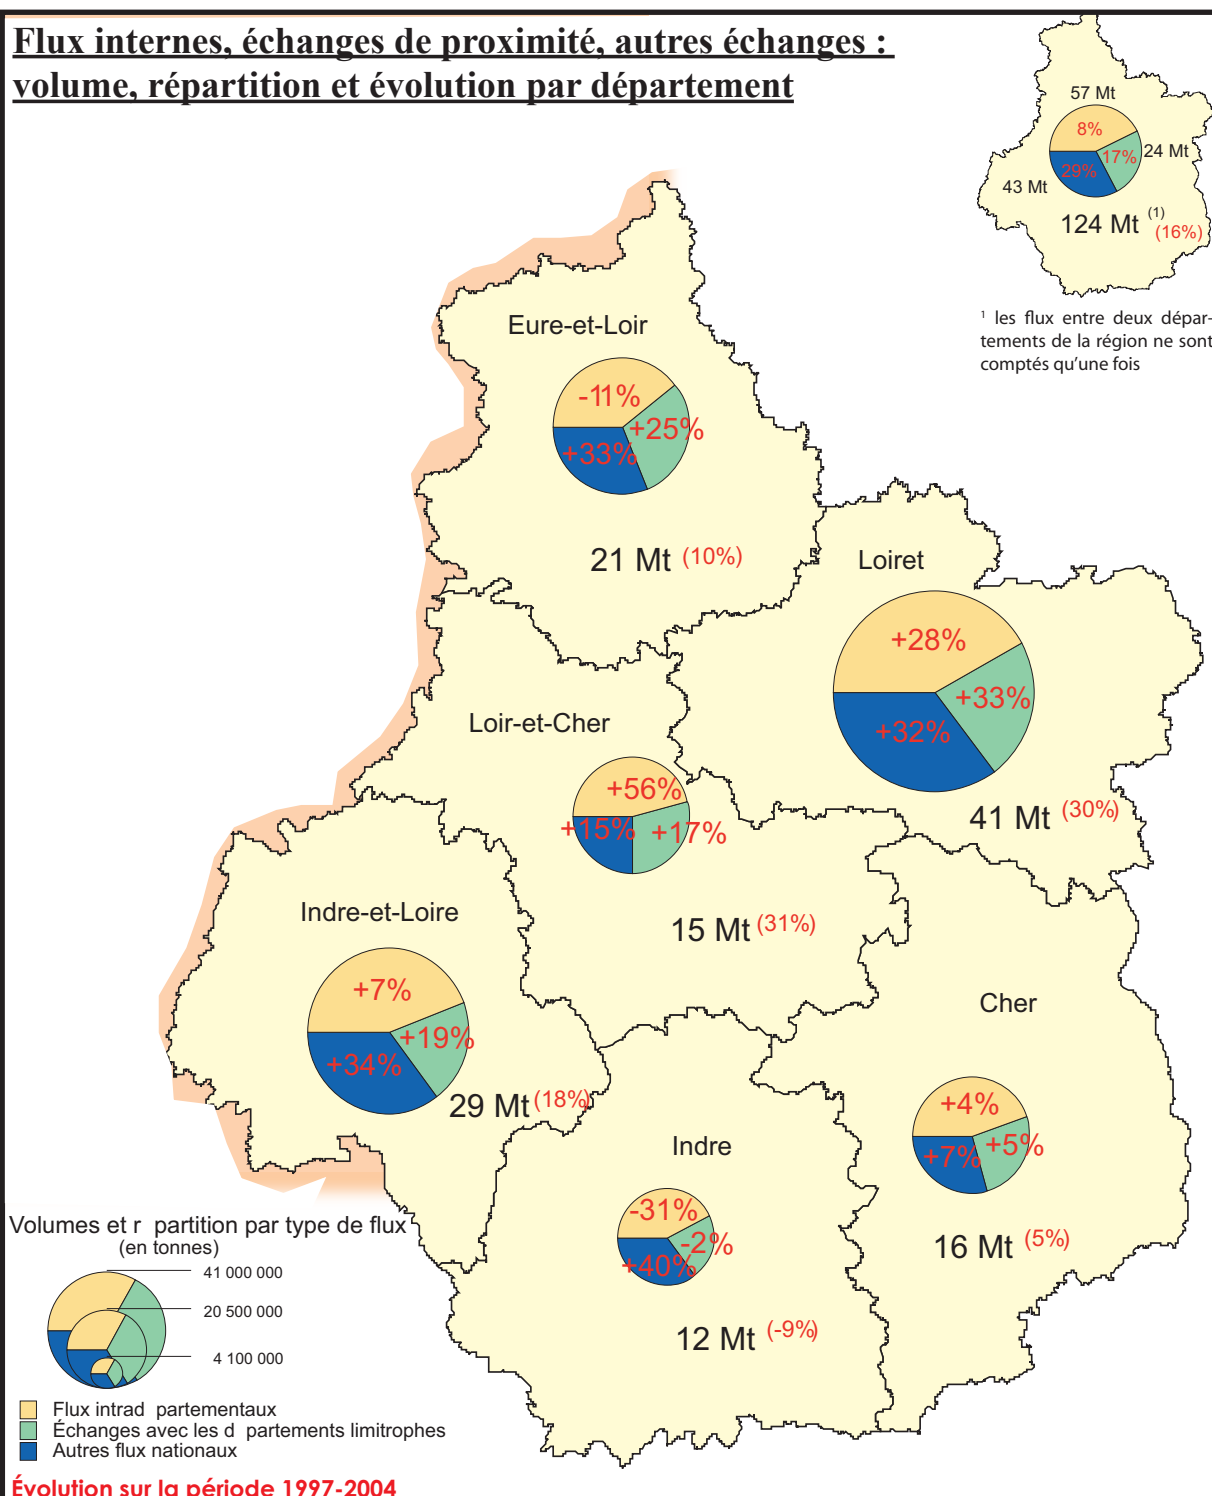 Flux internes, échanges de proximité, autres échanges :
volume, répartition et évolution par département
57 Mt
8%
17%
24 Mt
29%
43 Mt
124 Mt (1)
(16%)
¹ les flux entre deux dépar-
tements de la région ne sont
comptés qu'une fois
Eure-et-Loir
-11%
+25%
+33%
21 Mt (10%)
Loiret
+28%
+33%
+32%
41 Mt (30%)
Loir-et-Cher
+56%
+15%
+17%
15 Mt (31%)
Indre-et-Loire
+7%
+19%
+34%
29 Mt (18%)
Cher
+4%
+5%
+7%
16 Mt (5%)
Indre
-31%
-2%
+40%
12 Mt (-9%)
Volumes et r partition par type de flux
(en tonnes)
41 000 000
20 500 000
4 100 000
Flux intrad partementaux
Échanges avec les d partements limitrophes
Autres flux nationaux
Évolution sur la période 1997-2004